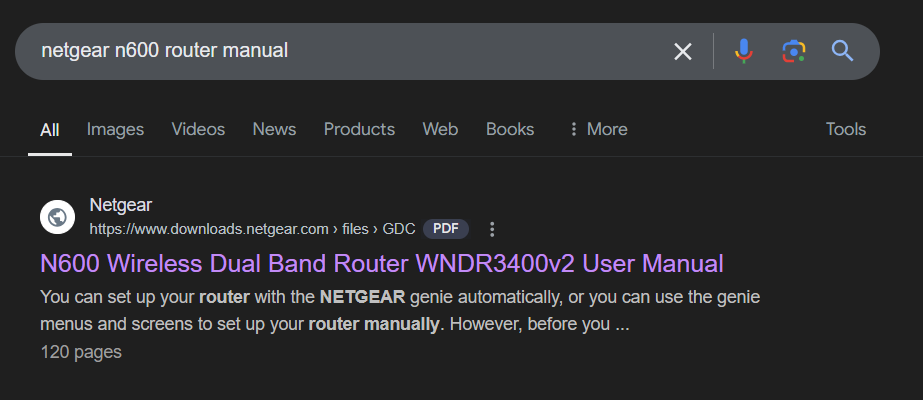 netgear n600 router manual
All Images Videos News Products Web Books More Tools
Netgear
https://www.downloads.netgear.com › files › GDC PDF
N600 Wireless Dual Band Router WNDR3400v2 User Manual
You can set up your router with the NETGEAR genie automatically, or you can use the genie
menus and screens to set up your router manually. However, before you ...
120 pages